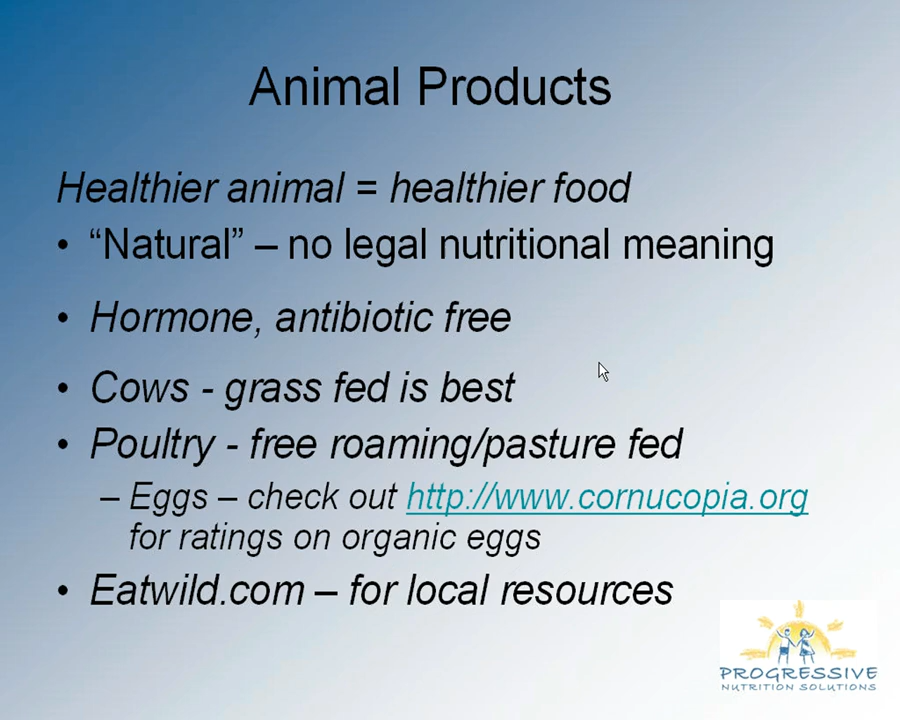 Animal Products
Healthier animal = healthier food
• “Natural” – no legal nutritional meaning
• Hormone, antibiotic free
• Cows - grass fed is best
• Poultry - free roaming/pasture fed
– Eggs – check out http://www.cornucopia.org
for ratings on organic eggs
• Eatwild.com – for local resources
PROGRESSIVE
NUTRITION SOLUTIONS